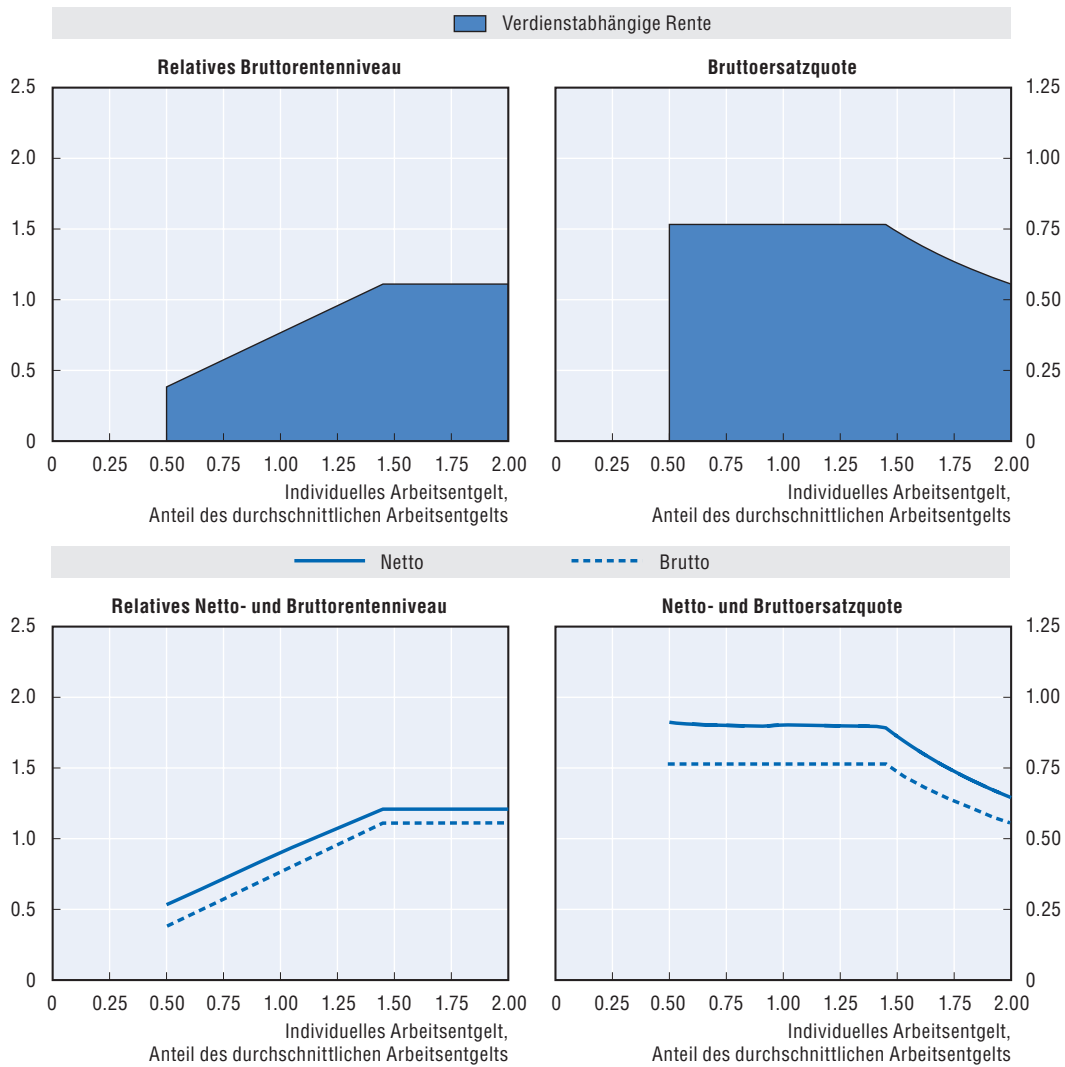 Verdienstabhängige Rente
Relatives Bruttorentenniveau
2.5
2.0
1.5
1.0
0.5
0
0 0.25 0.50 0.75 1.00 1.25 1.50 1.75 2.00
Individuelles Arbeitsentgelt,
Anteil des durchschnittlichen Arbeitsentgelts
Bruttoersatzquote
1.25
1.00
0.75
0.50
0.25
0
0 0.25 0.50 0.75 1.00 1.25 1.50 1.75 2.00
Individuelles Arbeitsentgelt,
Anteil des durchschnittlichen Arbeitsentgelts
Netto Brutto
Relatives Netto- und Bruttorentenniveau
2.5
2.0
1.5
1.0
0.5
0
0 0.25 0.50 0.75 1.00 1.25 1.50 1.75 2.00
Individuelles Arbeitsentgelt,
Anteil des durchschnittlichen Arbeitsentgelts
Netto- und Bruttoersatzquote
1.25
1.00
0.75
0.50
0.25
0
0 0.25 0.50 0.75 1.00 1.25 1.50 1.75 2.00
Individuelles Arbeitsentgelt,
Anteil des durchschnittlichen Arbeitsentgelts